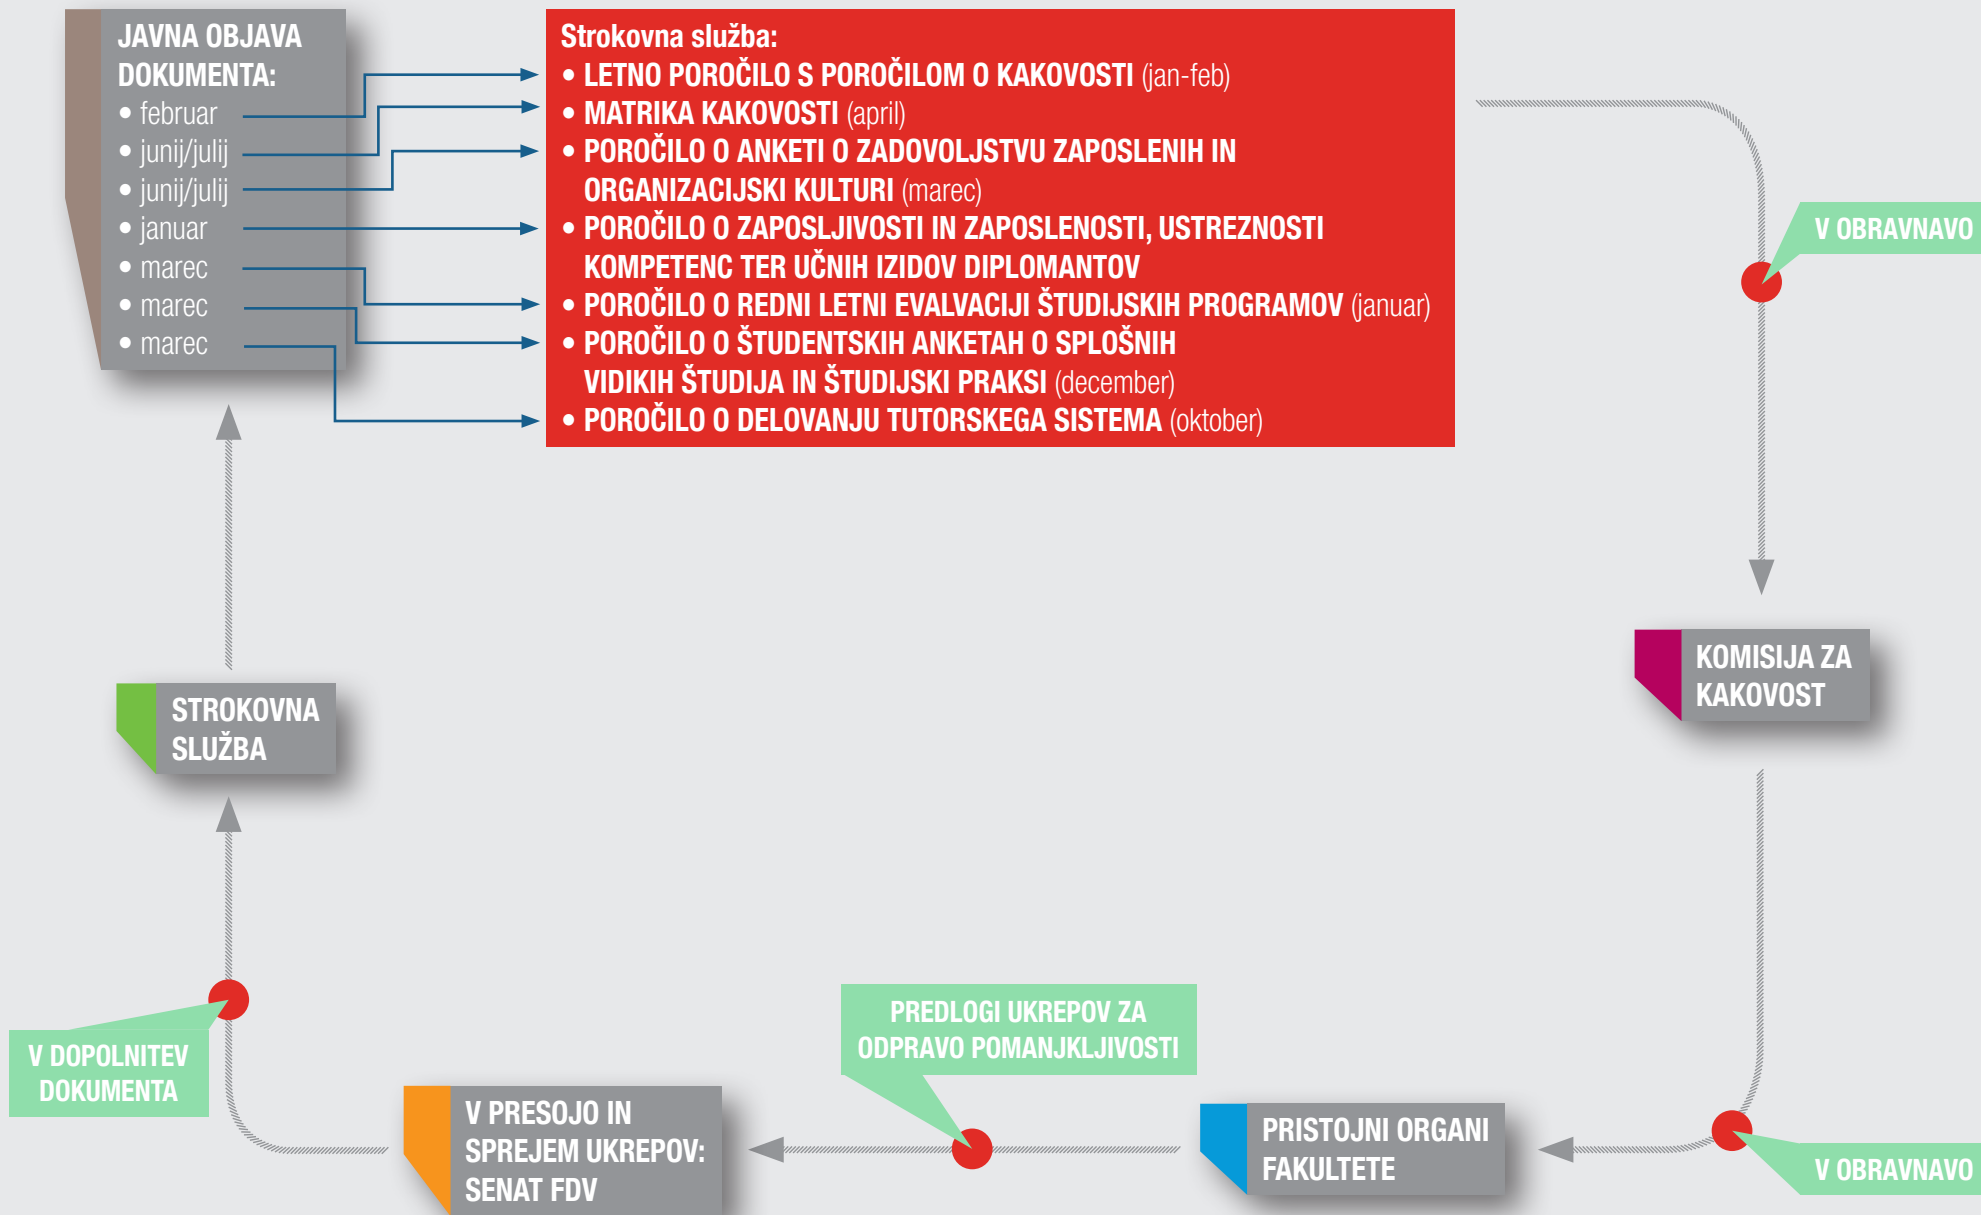 JAVNA OBJAVA
DOKUMENTA:
• februar
• junij/julij
• junij/julij
• januar
• marec
• marec
• marec
Strokovna služba:
• LETNO POROČILO S POROČILOM O KAKOVOSTI (jan-feb)
• MATRIKA KAKOVOSTI (april)
• POROČILO O ANKETI O ZADOVOLJSTVU ZAPOSLENIH IN
ORGANIZACIJSKI KULTURI (marec)
• POROČILO O ZAPOSLJIVOSTI IN ZAPOSLENOSTI, USTREZNOSTI
KOMPETENC TER UČNIH IZIDOV DIPLOMANTOV
• POROČILO O REDNI LETNI EVALVACIJI ŠTUDIJSKIH PROGRAMOV (januar)
• POROČILO O ŠTUDENTSKIH ANKETAH O SPLOŠNIH
VIDIKIH ŠTUDIJA IN ŠTUDIJSKI PRAKSI (december)
• POROČILO O DELOVANJU TUTORSKEGA SISTEMA (oktober)
V OBRAVNAVO
KOMISIJA ZA
KAKOVOST
V OBRAVNAVO
PRISTOJNI ORGANI
FAKULTETE
PREDLOGI UKREPOV ZA
ODPRAVO POMANJKLJIVOSTI
V PRESOJO IN
SPREJEM UKREPOV:
SENAT FDV
V DOPOLNITEV
DOKUMENTA
STROKOVNA
SLUŽBA